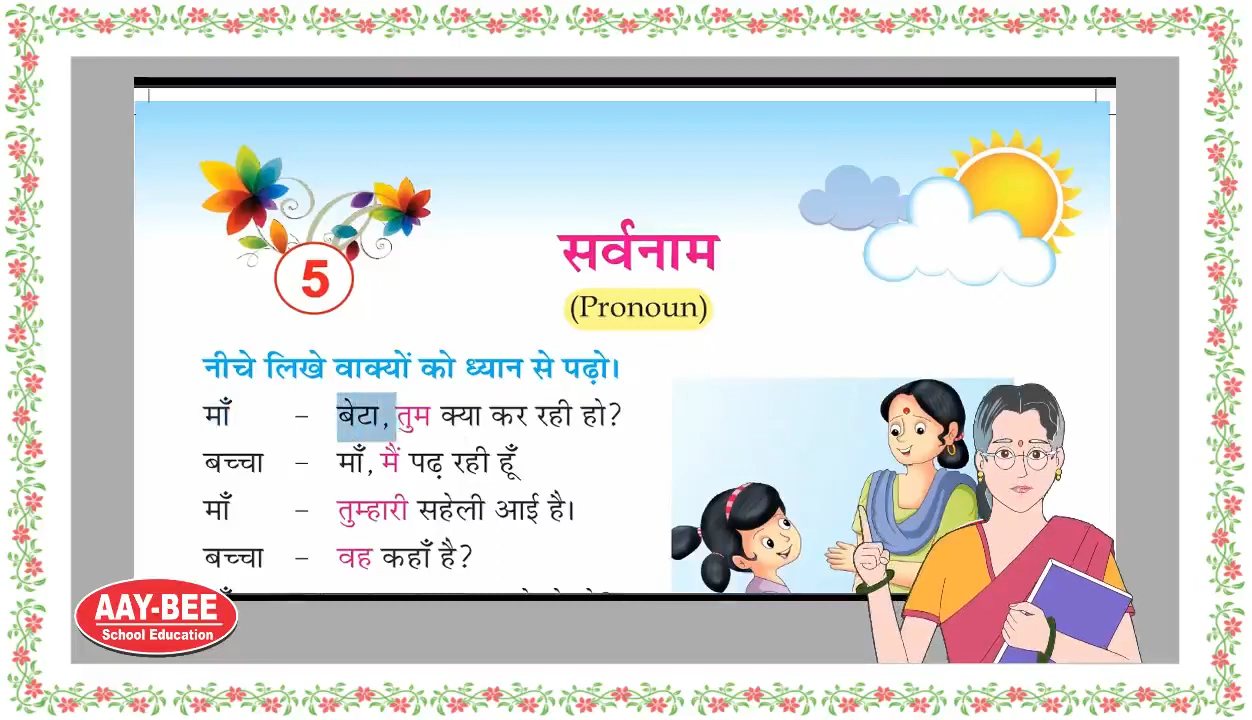 5
सर्वनाम
(Pronoun)
नीचे लिखे वाक्यों को ध्यान से पढ़ो।
माँ – बेटा, तुम क्या कर रही हो?
बच्चा – माँ, मैं पढ़ रही हूँ
माँ – तुम्हारी सहेली आई है।
बच्चा – वह कहाँ है?
AAY-BEE
School Education